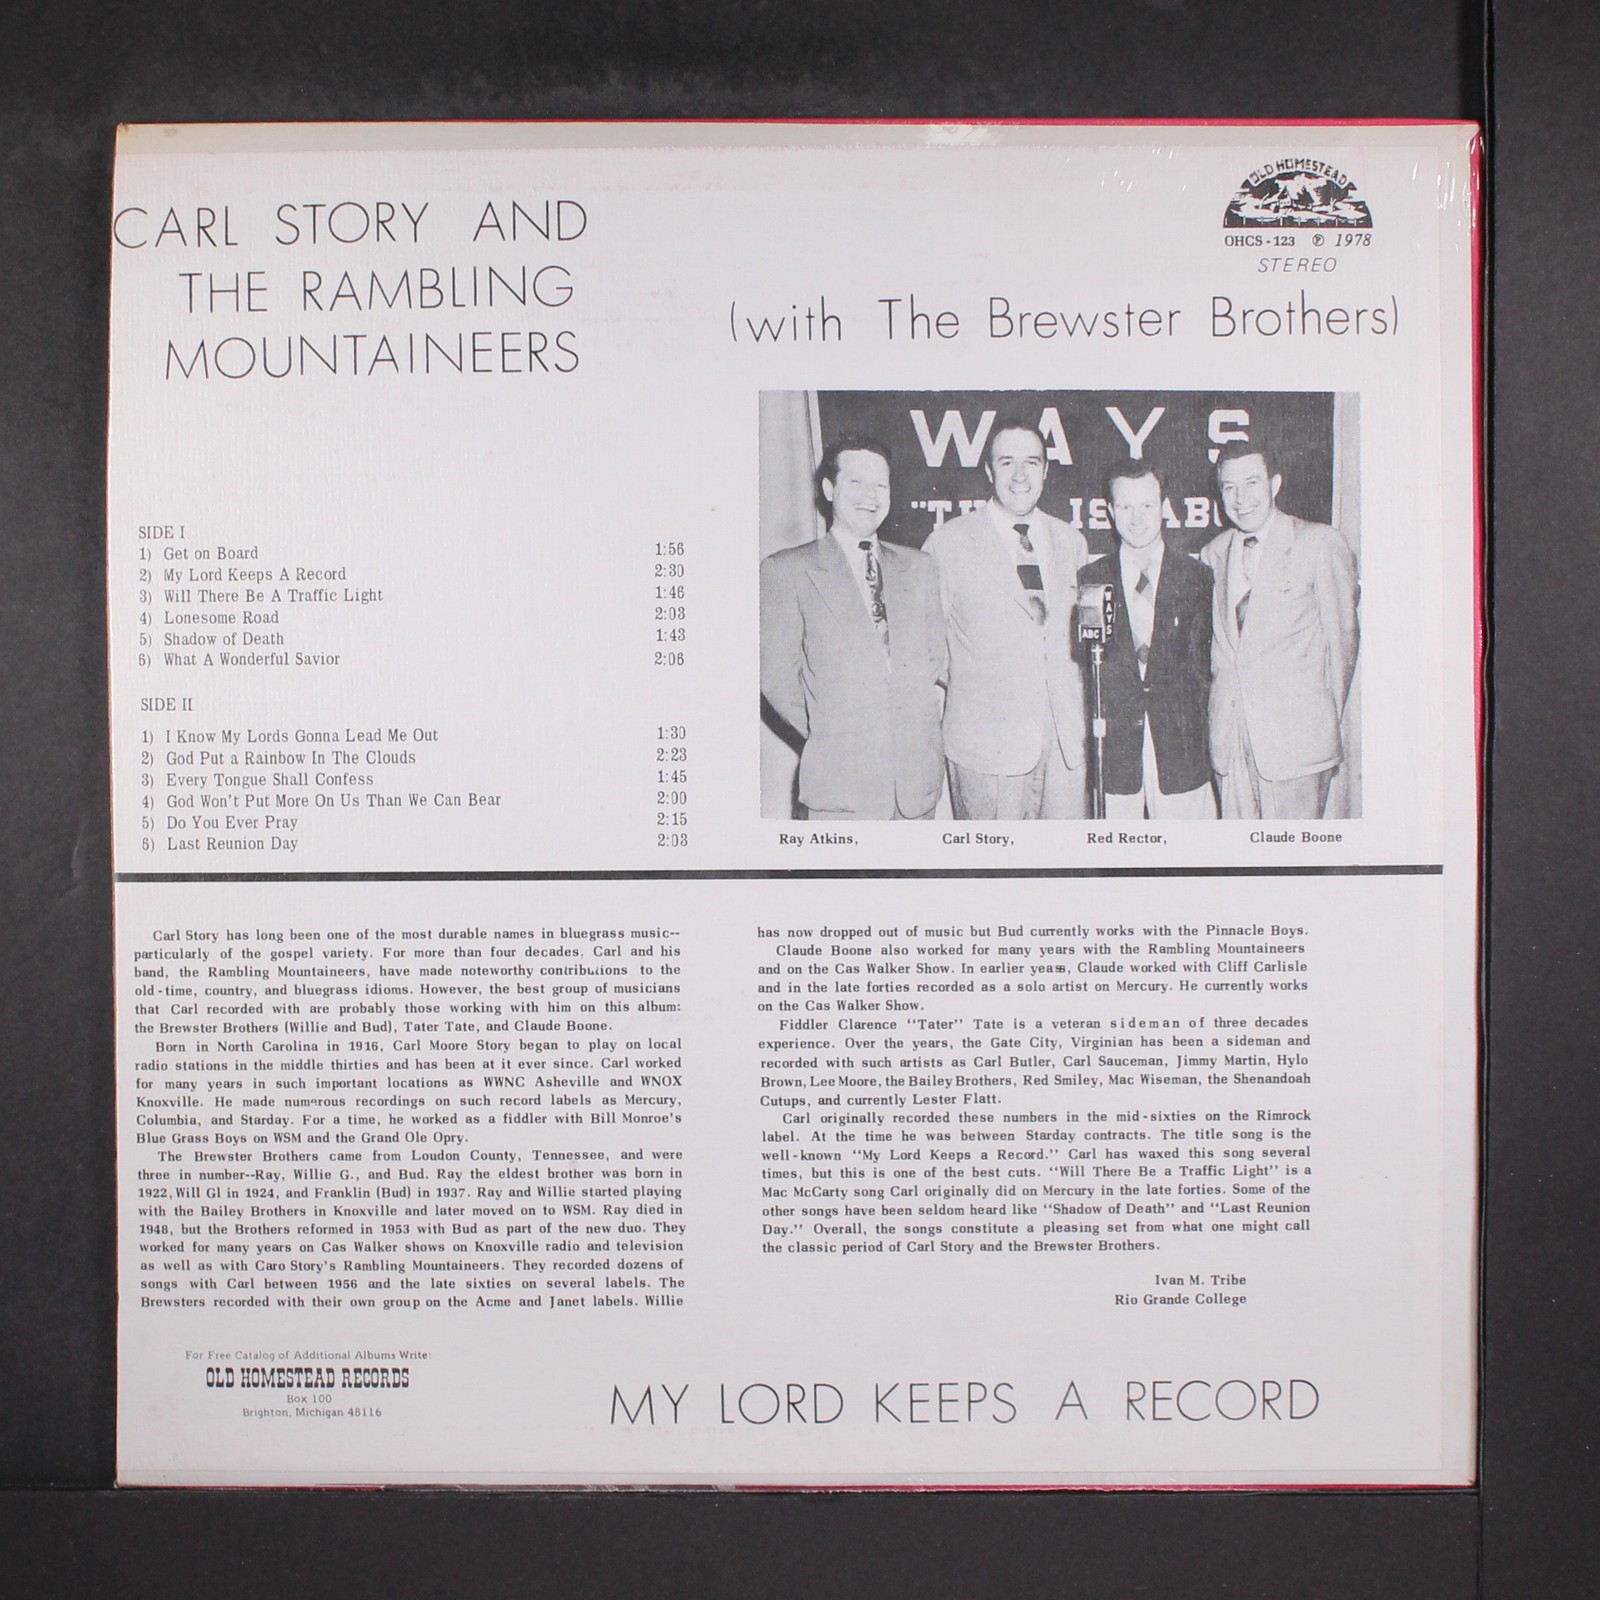 CARL STORY AND
THE RAMBLING
MOUNTAINEERS
OLD HOMESTEAD
OHCS-123 ℗ 1978
STEREO
(with The Brewster Brothers)
SIDE I
1) Get on Board 1:56
2) My Lord Keeps A Record 2:30
3) Will There Be A Traffic Light 1:46
4) Lonesome Road 2:03
5) Shadow of Death 1:43
6) What A Wonderful Savior 2:06
SIDE II
1) I Know My Lords Gonna Lead Me Out 1:30
2) God Put a Rainbow In The Clouds 2:23
3) Every Tongue Shall Confess 1:45
4) God Won't Put More On Us Than We Can Bear 2:00
5) Do You Ever Pray 2:15
6) Last Reunion Day 2:03
WAYS
IS
WAYS
ABC
Ray Atkins, Carl Story, Red Rector, Claude Boone
Carl Story has long been one of the most durable names in bluegrass music--
particularly of the gospel variety. For more than four decades, Carl and his
band, the Rambling Mountaineers, have made noteworthy contributions to the
old-time, country, and bluegrass idioms. However, the best group of musicians
that Carl recorded with are probably those working with him on this album:
the Brewster Brothers (Willie and Bud), Tater Tate, and Claude Boone.
Born in North Carolina in 1916, Carl Moore Story began to play on local
radio stations in the middle thirties and has been at it ever since. Carl worked
for many years in such important locations as WWNC Asheville and WNOX
Knoxville. He made numerous recordings on such record labels as Mercury,
Columbia, and Starday. For a time, he worked as a fiddler with Bill Monroe's
Blue Grass Boys on WSM and the Grand Ole Opry.
The Brewster Brothers came from Loudon County, Tennessee, and were
three in number--Ray, Willie G., and Bud. Ray the eldest brother was born in
1922, Will Gl in 1924, and Franklin (Bud) in 1937. Ray and Willie started playing
with the Bailey Brothers in Knoxville and later moved on to WSM. Ray died in
1948, but the Brothers reformed in 1953 with Bud as part of the new duo. They
worked for many years on Cas Walker shows on Knoxville radio and television
as well as with Caro Story's Rambling Mountaineers. They recorded dozens of
songs with Carl between 1956 and the late sixties on several labels. The
Brewsters recorded with their own group on the Acme and Janet labels. Willie
has now dropped out of music but Bud currently works with the Pinnacle Boys.
Claude Boone also worked for many years with the Rambling Mountaineers
and on the Cas Walker Show. In earlier years, Claude worked with Cliff Carlisle
and in the late forties recorded as a solo artist on Mercury. He currently works
on the Cas Walker Show.
Fiddler Clarence "Tater" Tate is a veteran sideman of three decades
experience. Over the years, the Gate City, Virginian has been a sideman and
recorded with such artists as Carl Butler, Carl Sauceman, Jimmy Martin, Hylo
Brown, Lee Moore, the Bailey Brothers, Red Smiley, Mac Wiseman, the Shenandoah
Cutups, and currently Lester Flatt.
Carl originally recorded these numbers in the mid-sixties on the Rimrock
label. At the time he was between Starday contracts. The title song is the
well-known "My Lord Keeps a Record." Carl has waxed this song several
times, but this is one of the best cuts. "Will There Be a Traffic Light" is a
Mac McCarty song Carl originally did on Mercury in the late forties. Some of the
other songs have been seldom heard like "Shadow of Death" and "Last Reunion
Day." Overall, the songs constitute a pleasing set from what one might call
the classic period of Carl Story and the Brewster Brothers.
Ivan M. Tribe
Rio Grande College
For Free Catalog of Additional Albums Write:
OLD HOMESTEAD RECORDS
Box 100
Brighton, Michigan 48116
MY LORD KEEPS A RECORD